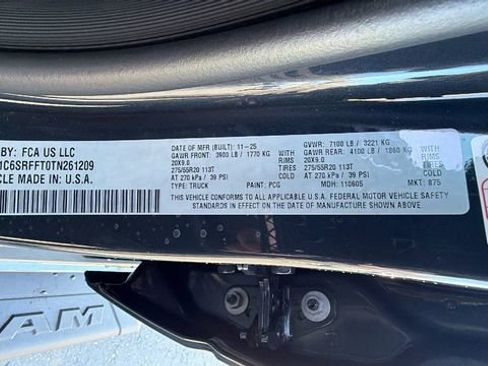 BY: FCA US LLC
1C6SRFFT0TN261209
CLE MADE IN: U.S.A.
DATE OF MFR (BUILT): 11-25
GAWR FRONT: 3900 LB / 1770 KG
20X9.0
275/55R20 113T
AT 270 kPa / 39 PSI
TYPE: TRUCK PAINT: PCG
GVWR: 7100 LB / 3221 KG
GAWR REAR: 4100 LB / 1860 KG
20X9.0
TIRES 275/55R20 113T
AT 270 kPa / 39 PSI
MDH: 110605 MKT: 875
THIS VEHICLE CONFORMS TO ALL APPLICABLE U.S.A. FEDERAL MOTOR VEHICLE SAFETY
STANDARDS IN EFFECT ON THE DATE OF MANUFACTURE SHOWN ABOVE.
RAM